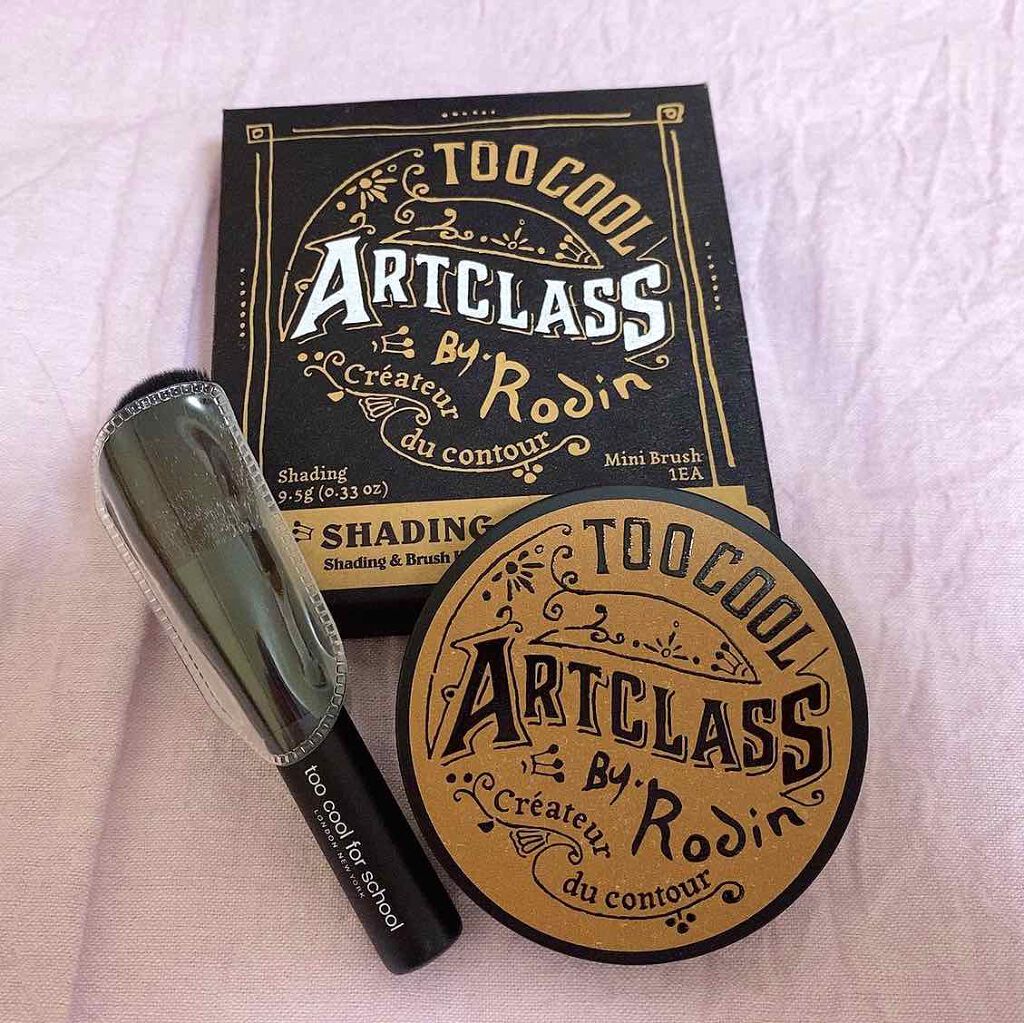 TOO COOL
ARTCLASS
By. Rodin
Créateur
du contour
Shading
9.5g (0.33 oz)
Mini Brush
1EA
SHADING
Shading & Brush
TOO COOL
ARTCLASS
By. Rodin
Créateur
du contour
too cool for school
LONDON NEW YORK